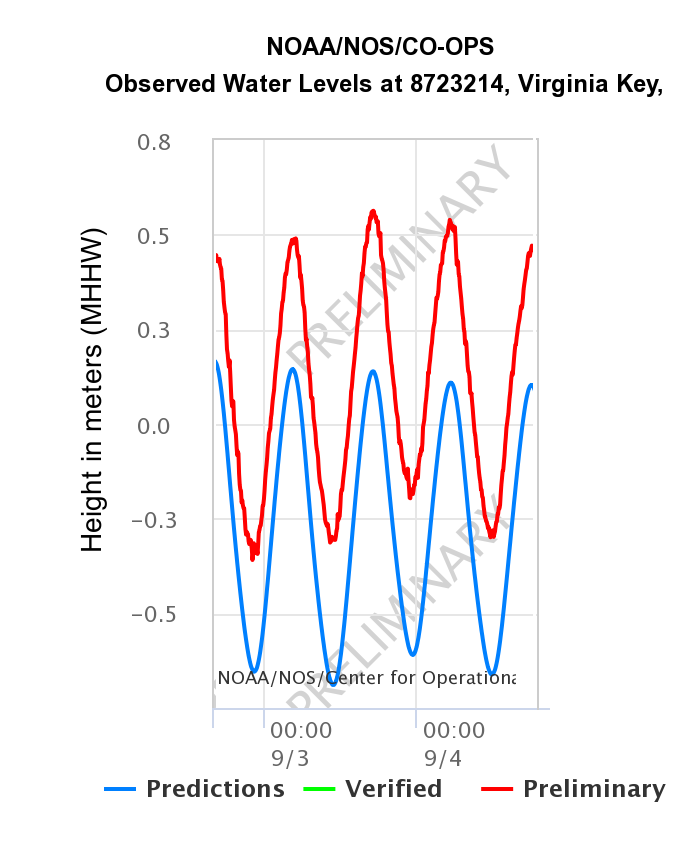 NOAA/NOS/CO-OPS
Observed Water Levels at 8723214, Virginia Key,
Height in meters (MHHW)
0.8
0.5
0.3
0.0
−0.3
−0.5
PRELIMINARY
PRELIMINARY
NOAA/NOS/Center for Operationa
00:00
9/3
00:00
9/4
Predictions
Verified
Preliminary